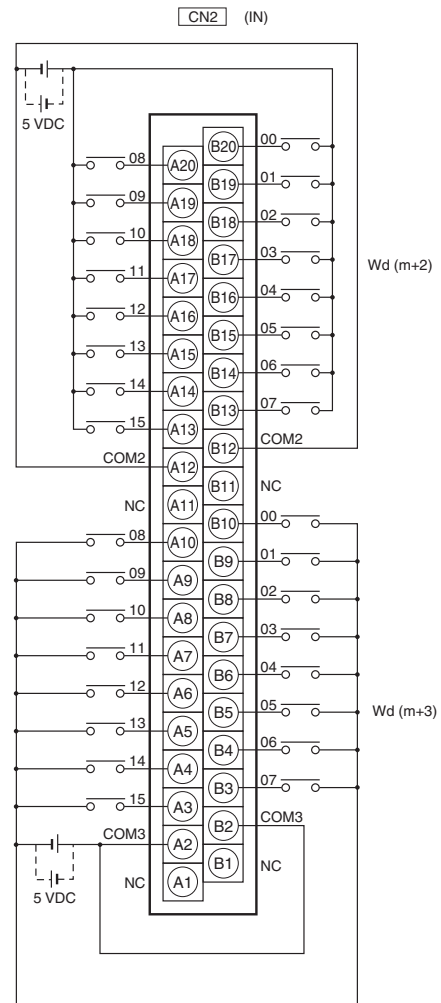 CN2 (IN)
5 VDC
08 A20 B20 00
09 A19 B19 01
10 A18 B18 02
11 A17 B17 03
Wd (m+2)
12 A16 B16 04
13 A15 B15 05
14 A14 B14 06
15 A13 B13 07
COM2 A12 B12 COM2
NC A11 B11 NC
08 A10 B10 00
09 A9 B9 01
10 A8 B8 02
11 A7 B7 03
12 A6 B6 04
13 A5 B5 05
Wd (m+3)
14 A4 B4 06
15 A3 B3 07
COM3 A2 B2 COM3
NC A1 B1 NC
5 VDC